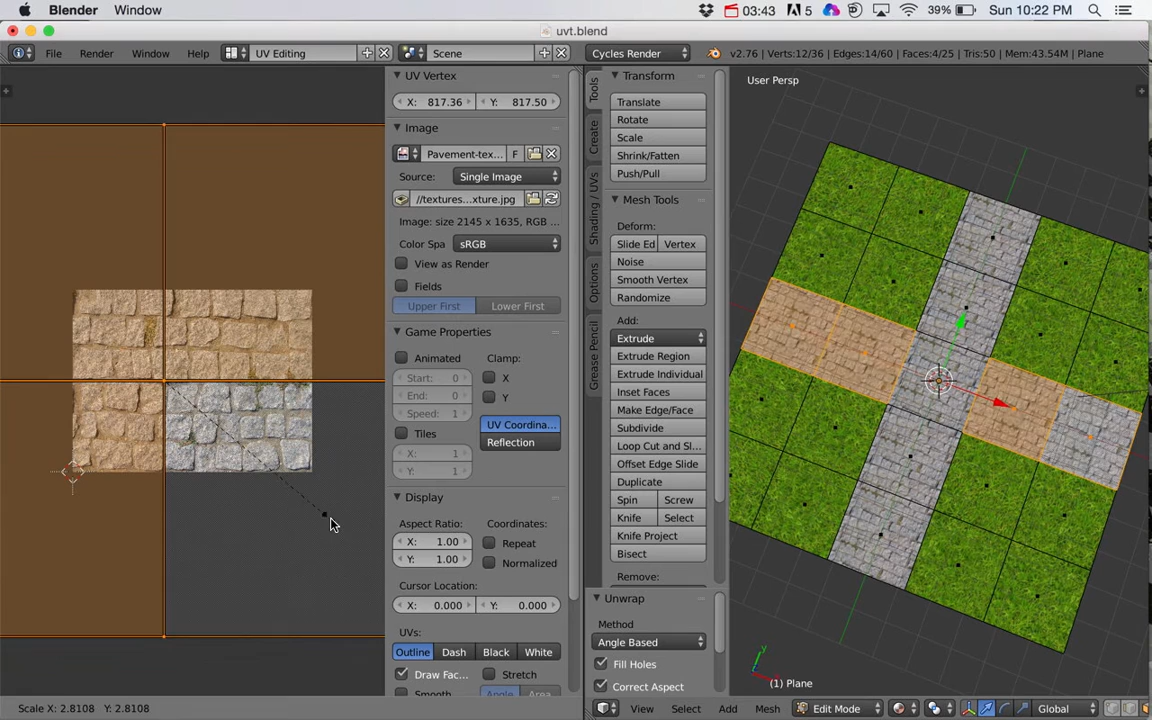 Blender Window 03:43 5 39% Sun 10:22 PM
uvt.blend
File Render Window Help UV Editing Scene Cycles Render v2.76 | Verts:12/36 | Edges:14/60 | Faces:4/25 | Tris:50 | Mem:43.54M | Plane
UV Vertex
X: 817.36 Y: 817.50
Image
Pavement-tex... F
Source: Single Image
//textures...xture.jpg
Image: size 2145 x 1635, RGB ...
Color Spa sRGB
View as Render
Fields
Upper First Lower First
Game Properties
Animated Clamp:
Start: 0 X
End: 0 Y
Speed: 1
UV Coordina...
Tiles Reflection
X: 1
Y: 1
Display
Aspect Ratio: Coordinates:
X: 1.00 Repeat
Y: 1.00 Normalized
Cursor Location:
X: 0.000 Y: 0.000
UVs:
Outline Dash Black White
Draw Fac... Stretch
Smooth Angle Area
Scale X: 2.8108 Y: 2.8108
Tools
Create
Shading / UVs
Options
Grease Pencil
Transform
Translate
Rotate
Scale
Shrink/Fatten
Push/Pull
Mesh Tools
Deform:
Slide Ed Vertex
Noise
Smooth Vertex
Randomize
Add:
Extrude
Extrude Region
Extrude Individual
Inset Faces
Make Edge/Face
Subdivide
Loop Cut and Sl...
Offset Edge Slide
Duplicate
Spin Screw
Knife Select
Knife Project
Bisect
Remove:
Unwrap
Method
Angle Based
Fill Holes
Correct Aspect
User Persp
y
(1) Plane
View Select Add Mesh Edit Mode Global